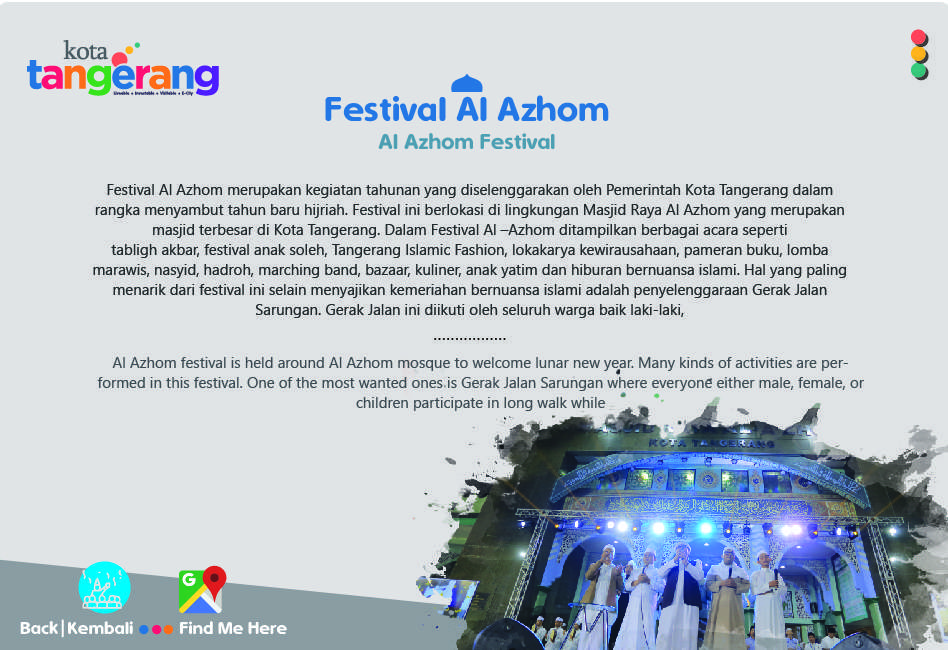 kota
tangerang
Liveable • Investable • Visitable • E-City
Festival Al Azhom
Al Azhom Festival
Festival Al Azhom merupakan kegiatan tahunan yang diselenggarakan oleh Pemerintah Kota Tangerang dalam
rangka menyambut tahun baru hijriah. Festival ini berlokasi di lingkungan Masjid Raya Al Azhom yang merupakan
masjid terbesar di Kota Tangerang. Dalam Festival Al –Azhom ditampilkan berbagai acara seperti
tabligh akbar, festival anak soleh, Tangerang Islamic Fashion, lokakarya kewirausahaan, pameran buku, lomba
marawis, nasyid, hadroh, marching band, bazaar, kuliner, anak yatim dan hiburan bernuansa islami. Hal yang paling
menarik dari festival ini selain menyajikan kemeriahan bernuansa islami adalah penyelenggaraan Gerak Jalan
Sarungan. Gerak Jalan ini diikuti oleh seluruh warga baik laki-laki,
.................
Al Azhom festival is held around Al Azhom mosque to welcome lunar new year. Many kinds of activities are per-
formed in this festival. One of the most wanted ones is Gerak Jalan Sarungan where everyone either male, female, or
children participate in long walk while
KOTA TANGERANG
G
Back|Kembali
Find Me Here